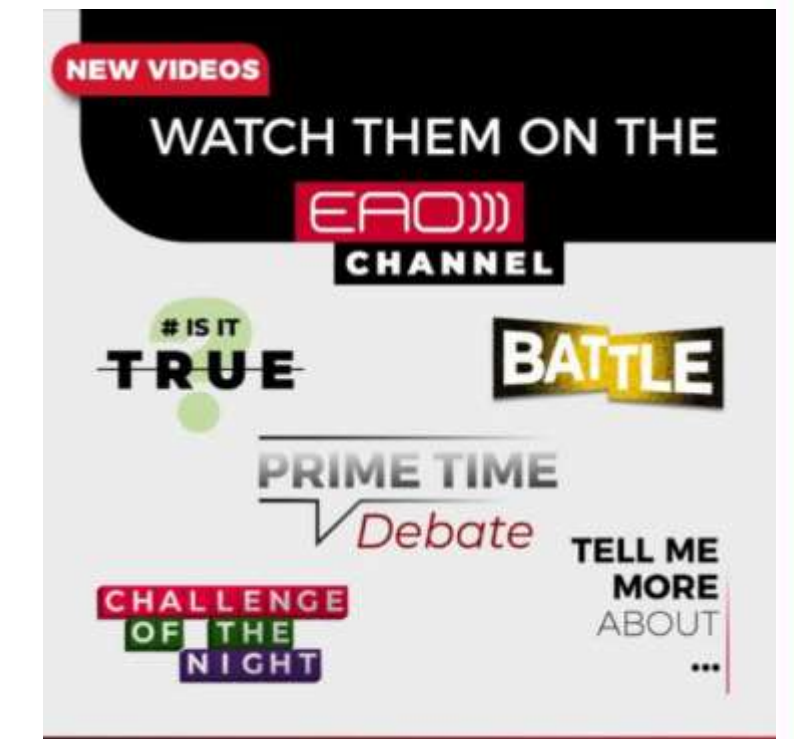 NEW VIDEOS
WATCH THEM ON THE
EAO)))
CHANNEL
# IS IT
TRUE
BATTLE
PRIME TIME
Debate
CHALLENGE
OF THE
NIGHT
TELL ME
MORE
ABOUT
...